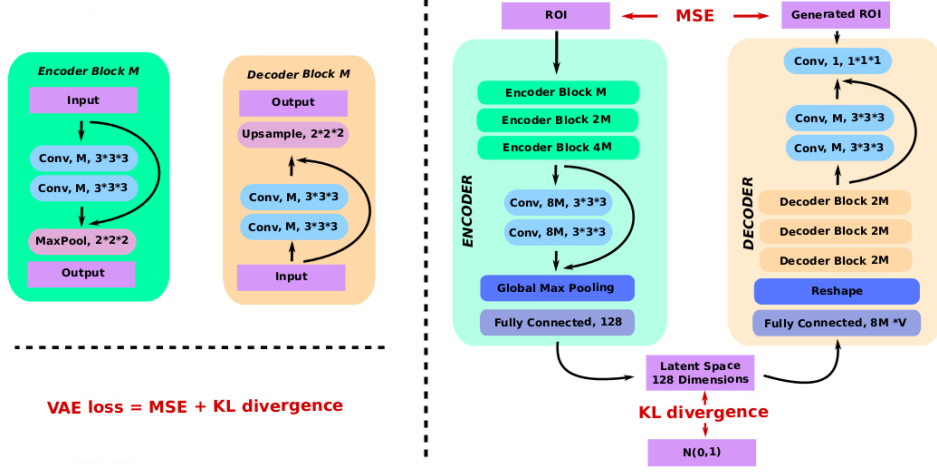 Encoder Block M
Input
Conv, M, 3*3*3
Conv, M, 3*3*3
MaxPool, 2*2*2
Output
Decoder Block M
Output
Upsample, 2*2*2
Conv, M, 3*3*3
Conv, M, 3*3*3
Input
VAE loss = MSE + KL divergence
ROI
MSE
Generated ROI
ENCODER
Encoder Block M
Encoder Block 2M
Encoder Block 4M
Conv, 8M, 3*3*3
Conv, 8M, 3*3*3
Global Max Pooling
Fully Connected, 128
DECODER
Conv, 1, 1*1*1
Conv, M, 3*3*3
Conv, M, 3*3*3
Decoder Block 2M
Decoder Block 2M
Decoder Block 2M
Reshape
Fully Connected, 8M *V
Latent Space
128 Dimensions
KL divergence
N(0,1)